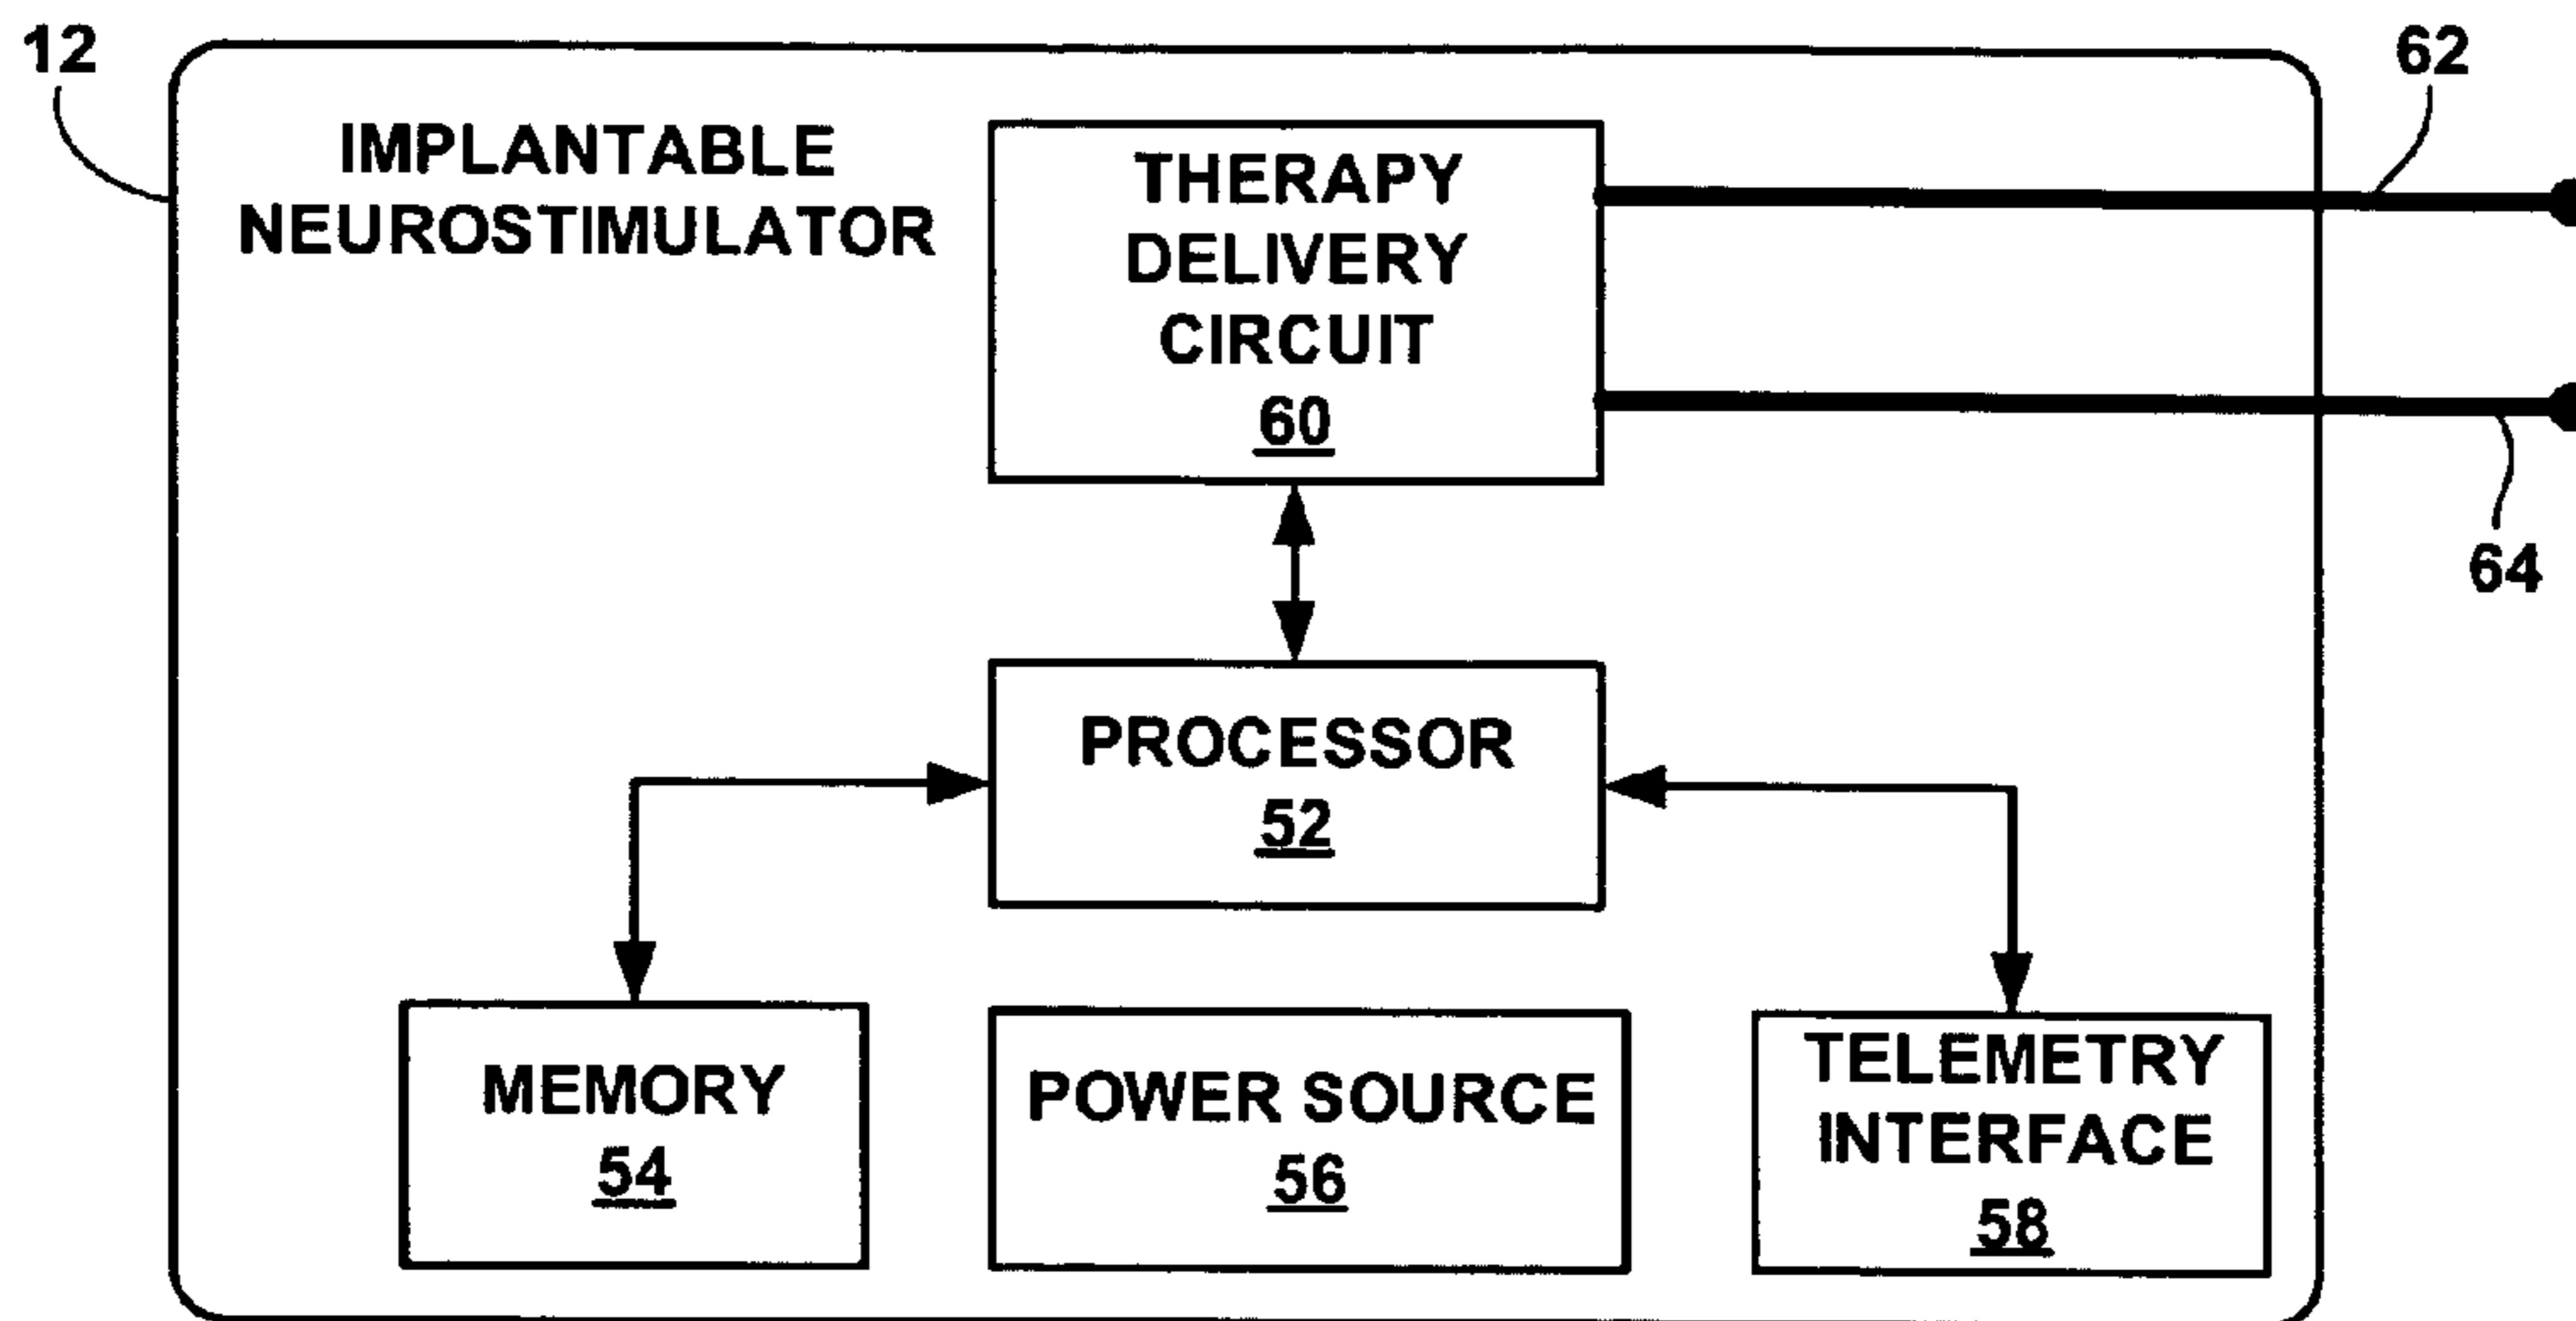 12
62
IMPLANTABLE
NEUROSTIMULATOR
THERAPY
DELIVERY
CIRCUIT
60
64
PROCESSOR
52
MEMORY
54
POWER SOURCE
56
TELEMETRY
INTERFACE
58